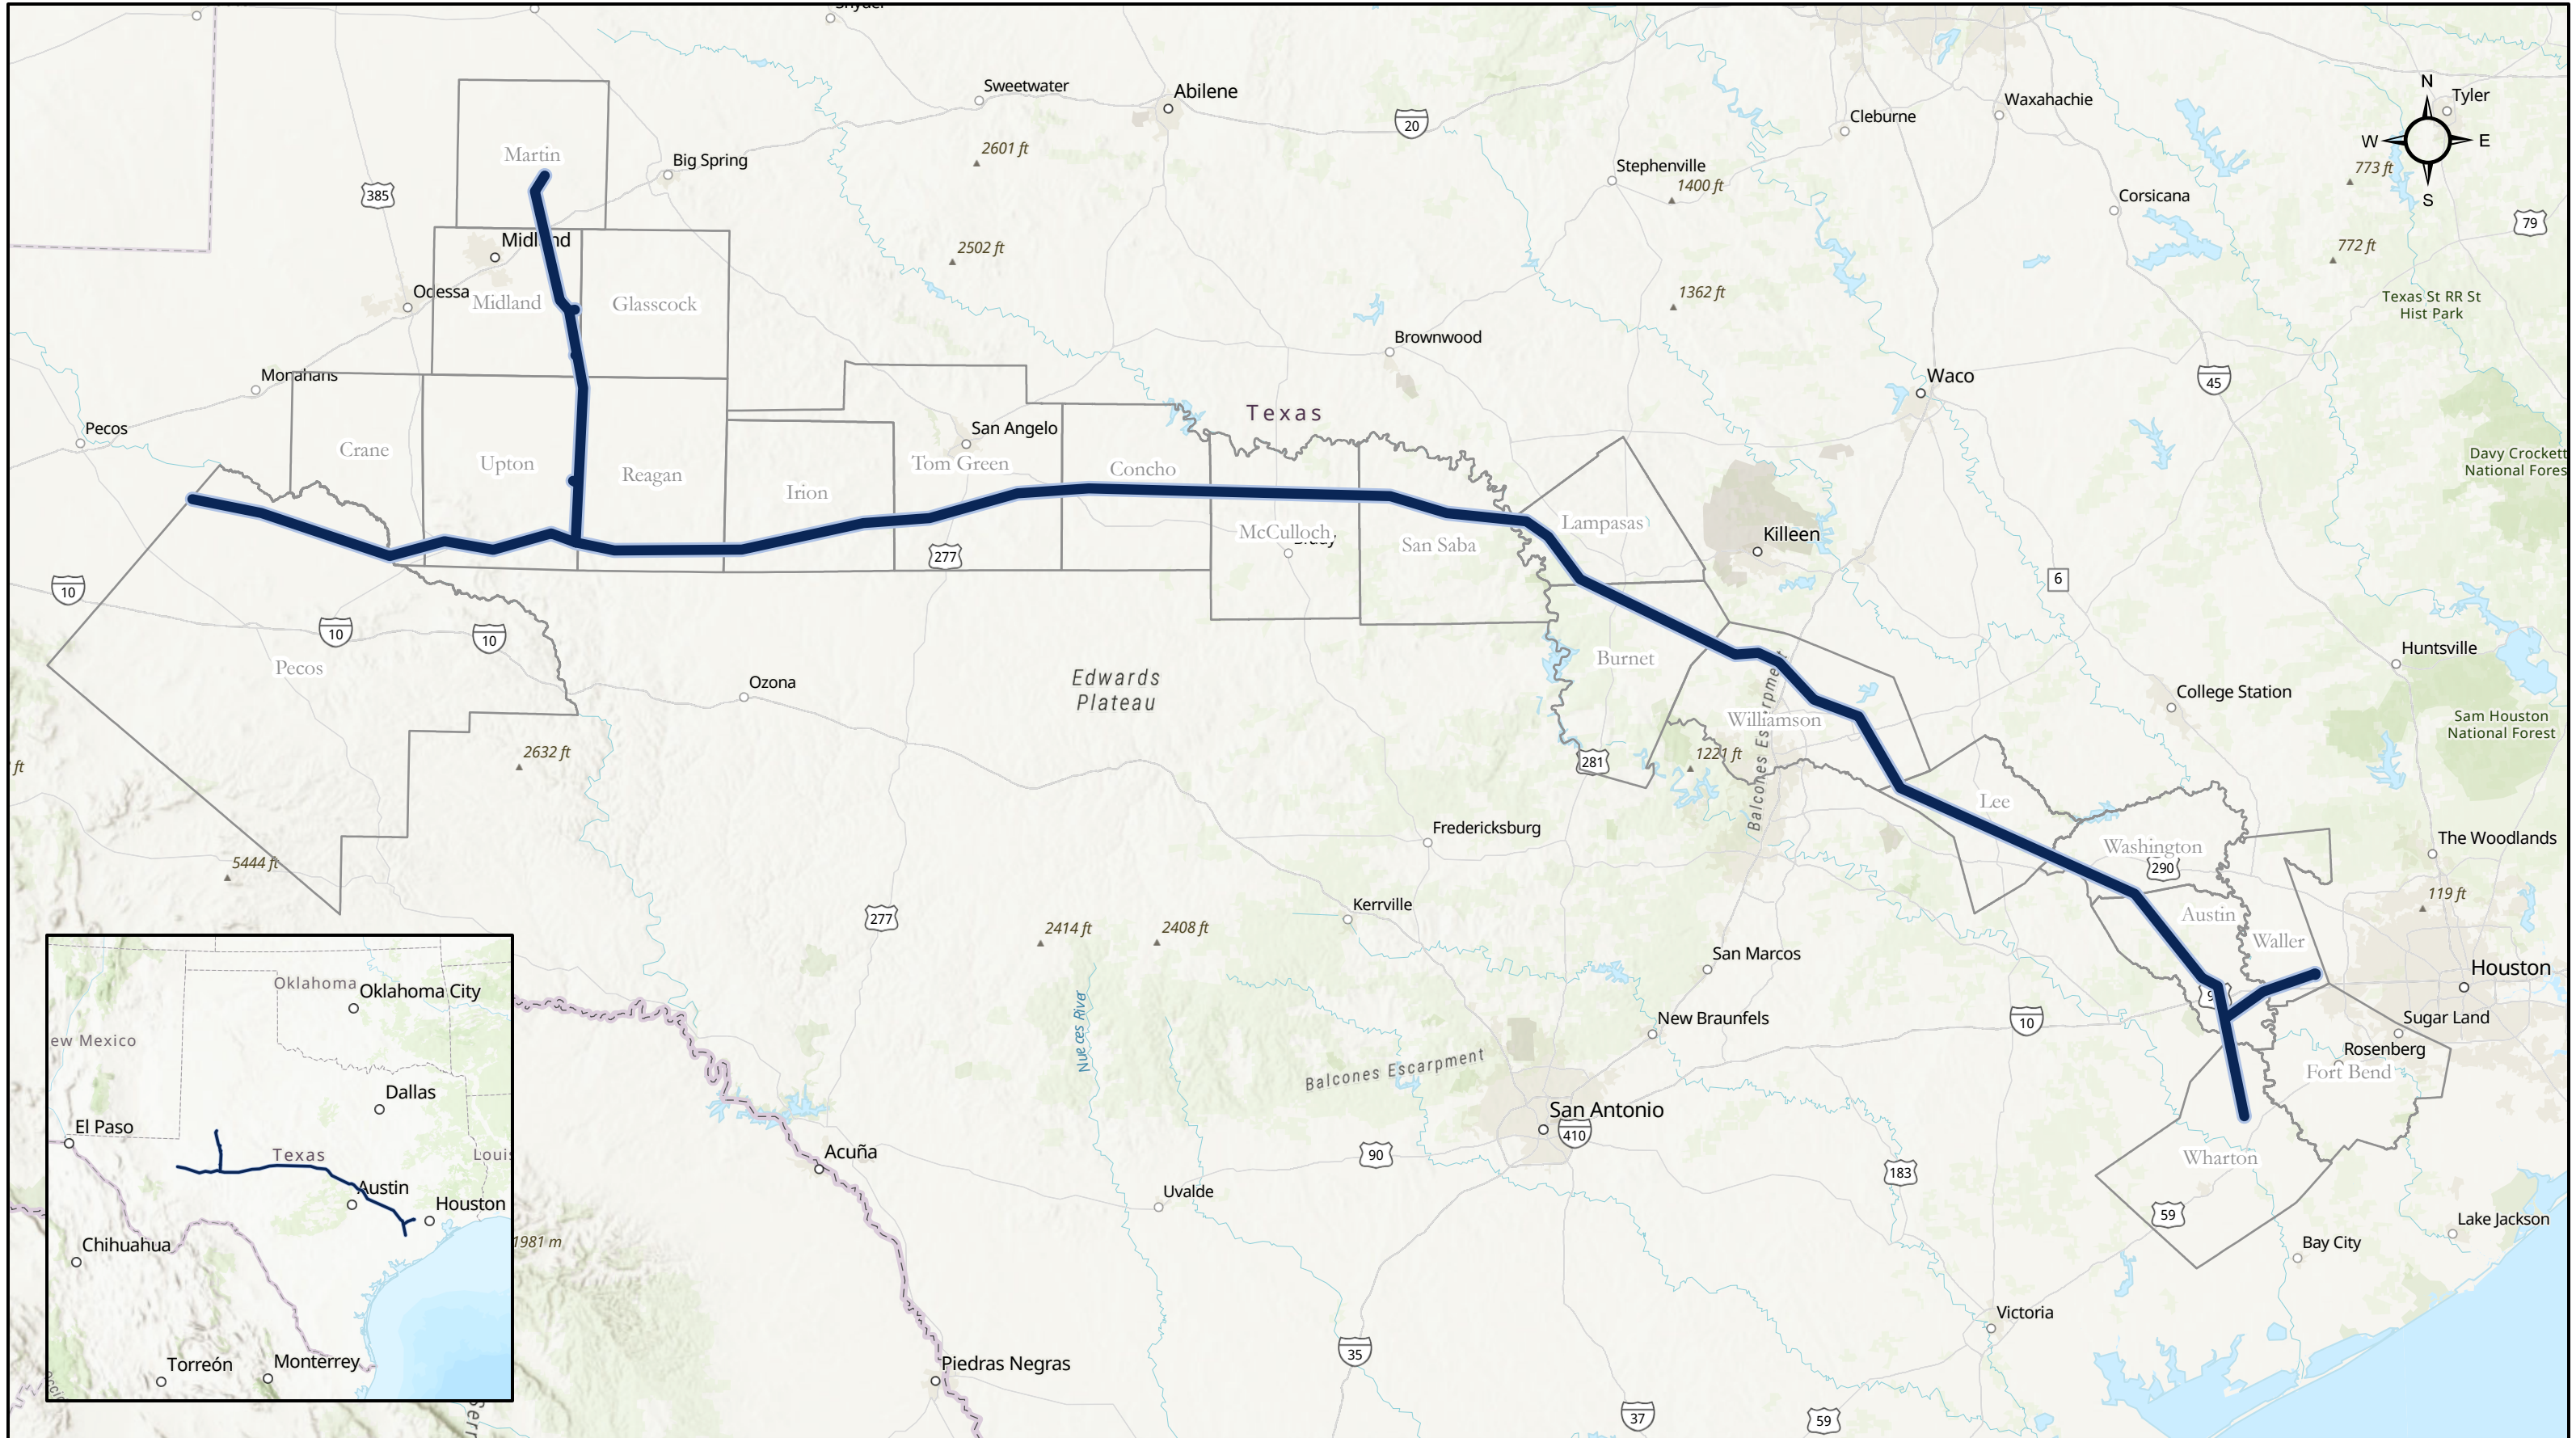 Sweetwater
Abilene
20
Cleburne
Waxahachie
N
W
E
S
Tyler
773 ft
Martin
Big Spring
2601 ft
Stephenville
1400 ft
385
Corsicana
79
2502 ft
772 ft
Odessa
Midland
Glasscock
1362 ft
Texas St RR St
Hist Park
Brownwood
Monahans
Waco
45
Pecos
Texas
San Angelo
Crane
Upton
Reagan
Irion
Tom Green
Concho
Davy Crockett
McCulloch
San Saba
Lampasas
Killeen
277
6
10
10
10
Pecos
Ozona
Edwards
Plateau
Burnet
Huntsville
College Station
Williamson
Balcones Escarpment
Sam Houston
National Forest
2632 ft
281
1221 ft
Lee
Fredericksburg
Washington
290
The Woodlands
5444 ft
119 ft
277
2414 ft
2408 ft
Kerrville
Austin
Waller
San Marcos
Houston
Nueces River
New Braunfels
10
Sugar Land
Rosenberg
Fort Bend
Balcones Escarpment
San Antonio
410
Acuña
90
183
Wharton
Uvalde
59
Lake Jackson
Bay City
1981 m
Victoria
35
Piedras Negras
37
59
Oklahoma
Oklahoma City
Dallas
El Paso
Texas
Austin
Houston
Chihuahua
Torreón
Monterrey